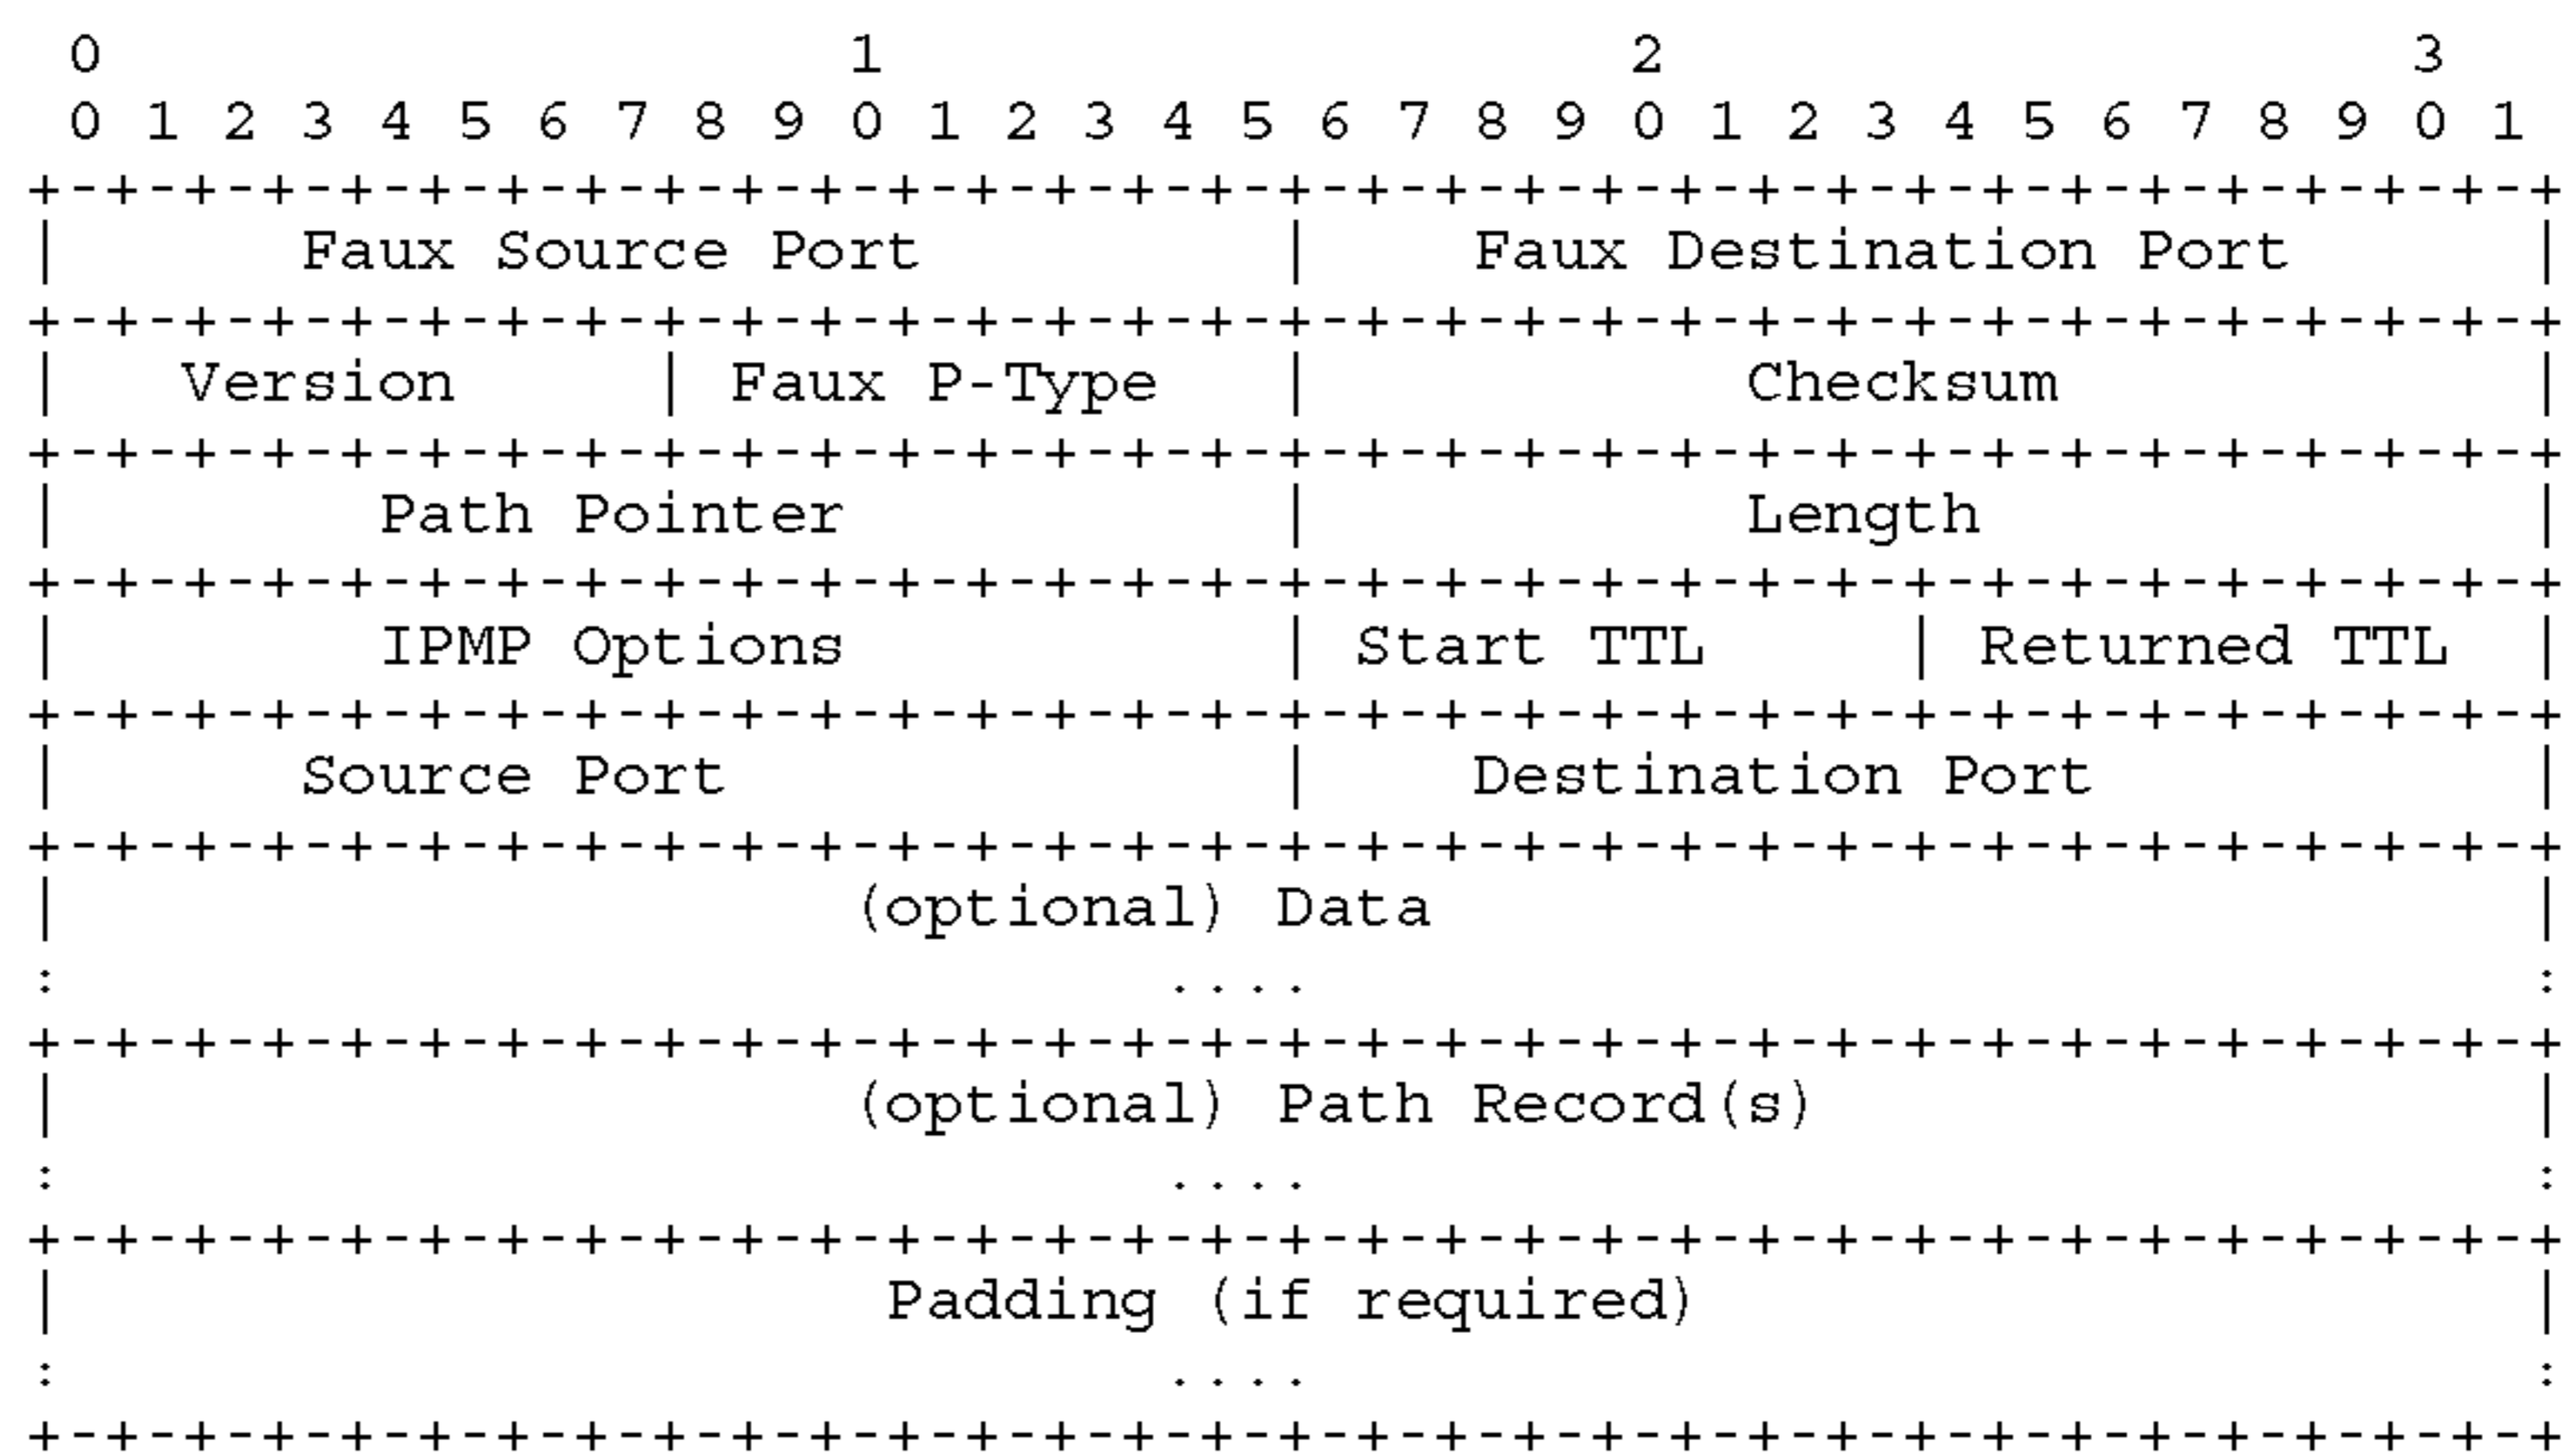 0                   1                   2                   3
 0 1 2 3 4 5 6 7 8 9 0 1 2 3 4 5 6 7 8 9 0 1 2 3 4 5 6 7 8 9 0 1
+-+-+-+-+-+-+-+-+-+-+-+-+-+-+-+-+-+-+-+-+-+-+-+-+-+-+-+-+-+-+-+-+
|      Faux Source Port         |    Faux Destination Port      |
+-+-+-+-+-+-+-+-+-+-+-+-+-+-+-+-+-+-+-+-+-+-+-+-+-+-+-+-+-+-+-+-+
|   Version     | Faux P-Type   |           Checksum            |
+-+-+-+-+-+-+-+-+-+-+-+-+-+-+-+-+-+-+-+-+-+-+-+-+-+-+-+-+-+-+-+-+
|        Path Pointer           |           Length              |
+-+-+-+-+-+-+-+-+-+-+-+-+-+-+-+-+-+-+-+-+-+-+-+-+-+-+-+-+-+-+-+-+
|        IPMP Options           | Start TTL     | Returned TTL  |
+-+-+-+-+-+-+-+-+-+-+-+-+-+-+-+-+-+-+-+-+-+-+-+-+-+-+-+-+-+-+-+-+
|      Source Port              |    Destination Port           |
+-+-+-+-+-+-+-+-+-+-+-+-+-+-+-+-+-+-+-+-+-+-+-+-+-+-+-+-+-+-+-+-+
|                    (optional) Data                            |
:                            ....                               :
+-+-+-+-+-+-+-+-+-+-+-+-+-+-+-+-+-+-+-+-+-+-+-+-+-+-+-+-+-+-+-+-+
|                    (optional) Path Record(s)                  |
:                            ....                               :
+-+-+-+-+-+-+-+-+-+-+-+-+-+-+-+-+-+-+-+-+-+-+-+-+-+-+-+-+-+-+-+-+
|                     Padding (if required)                     |
:                            ....                               :
+-+-+-+-+-+-+-+-+-+-+-+-+-+-+-+-+-+-+-+-+-+-+-+-+-+-+-+-+-+-+-+-+